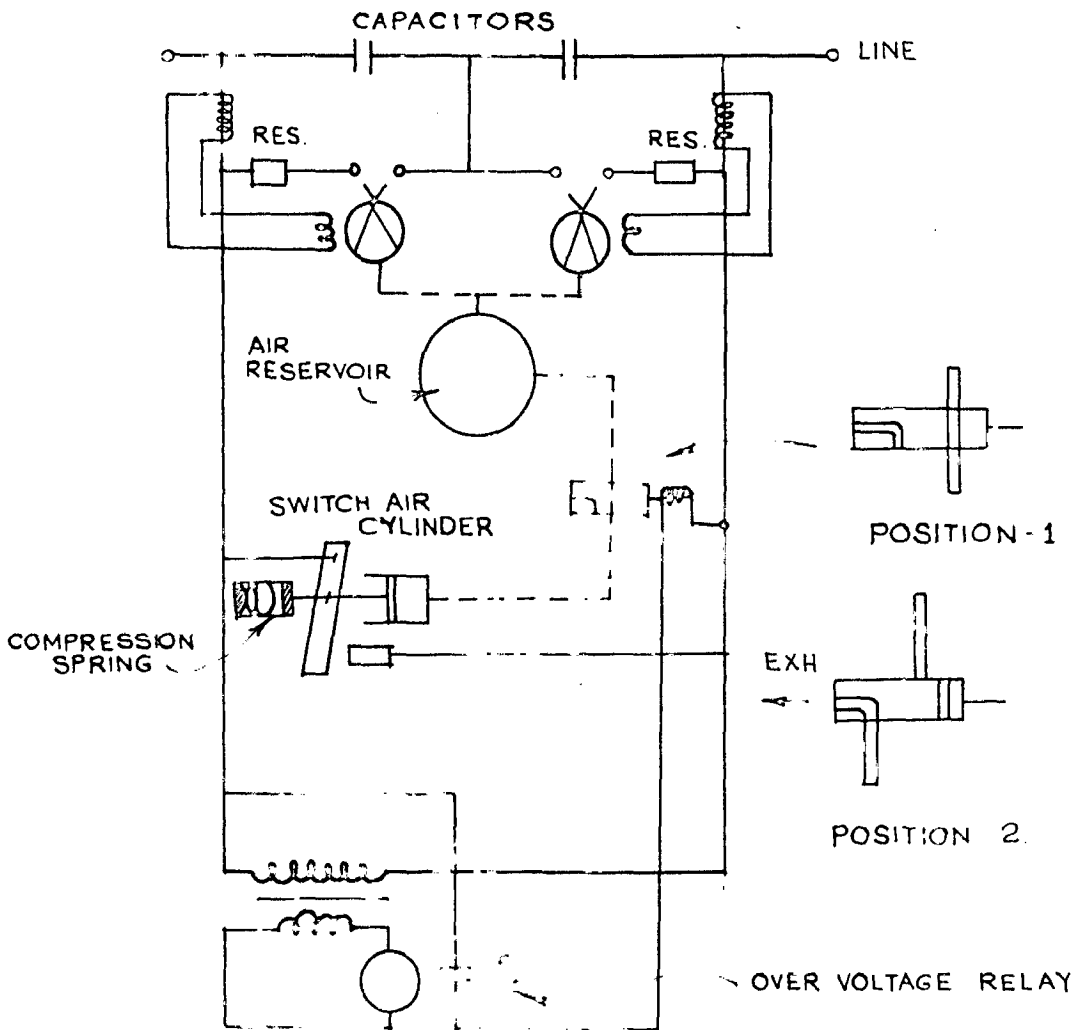 CAPACITORS
LINE
RES.
RES.
AIR
RESERVOIR
SWITCH AIR
CYLINDER
POSITION - 1
COMPRESSION
SPRING
EXH
POSITION 2.
OVER VOLTAGE RELAY